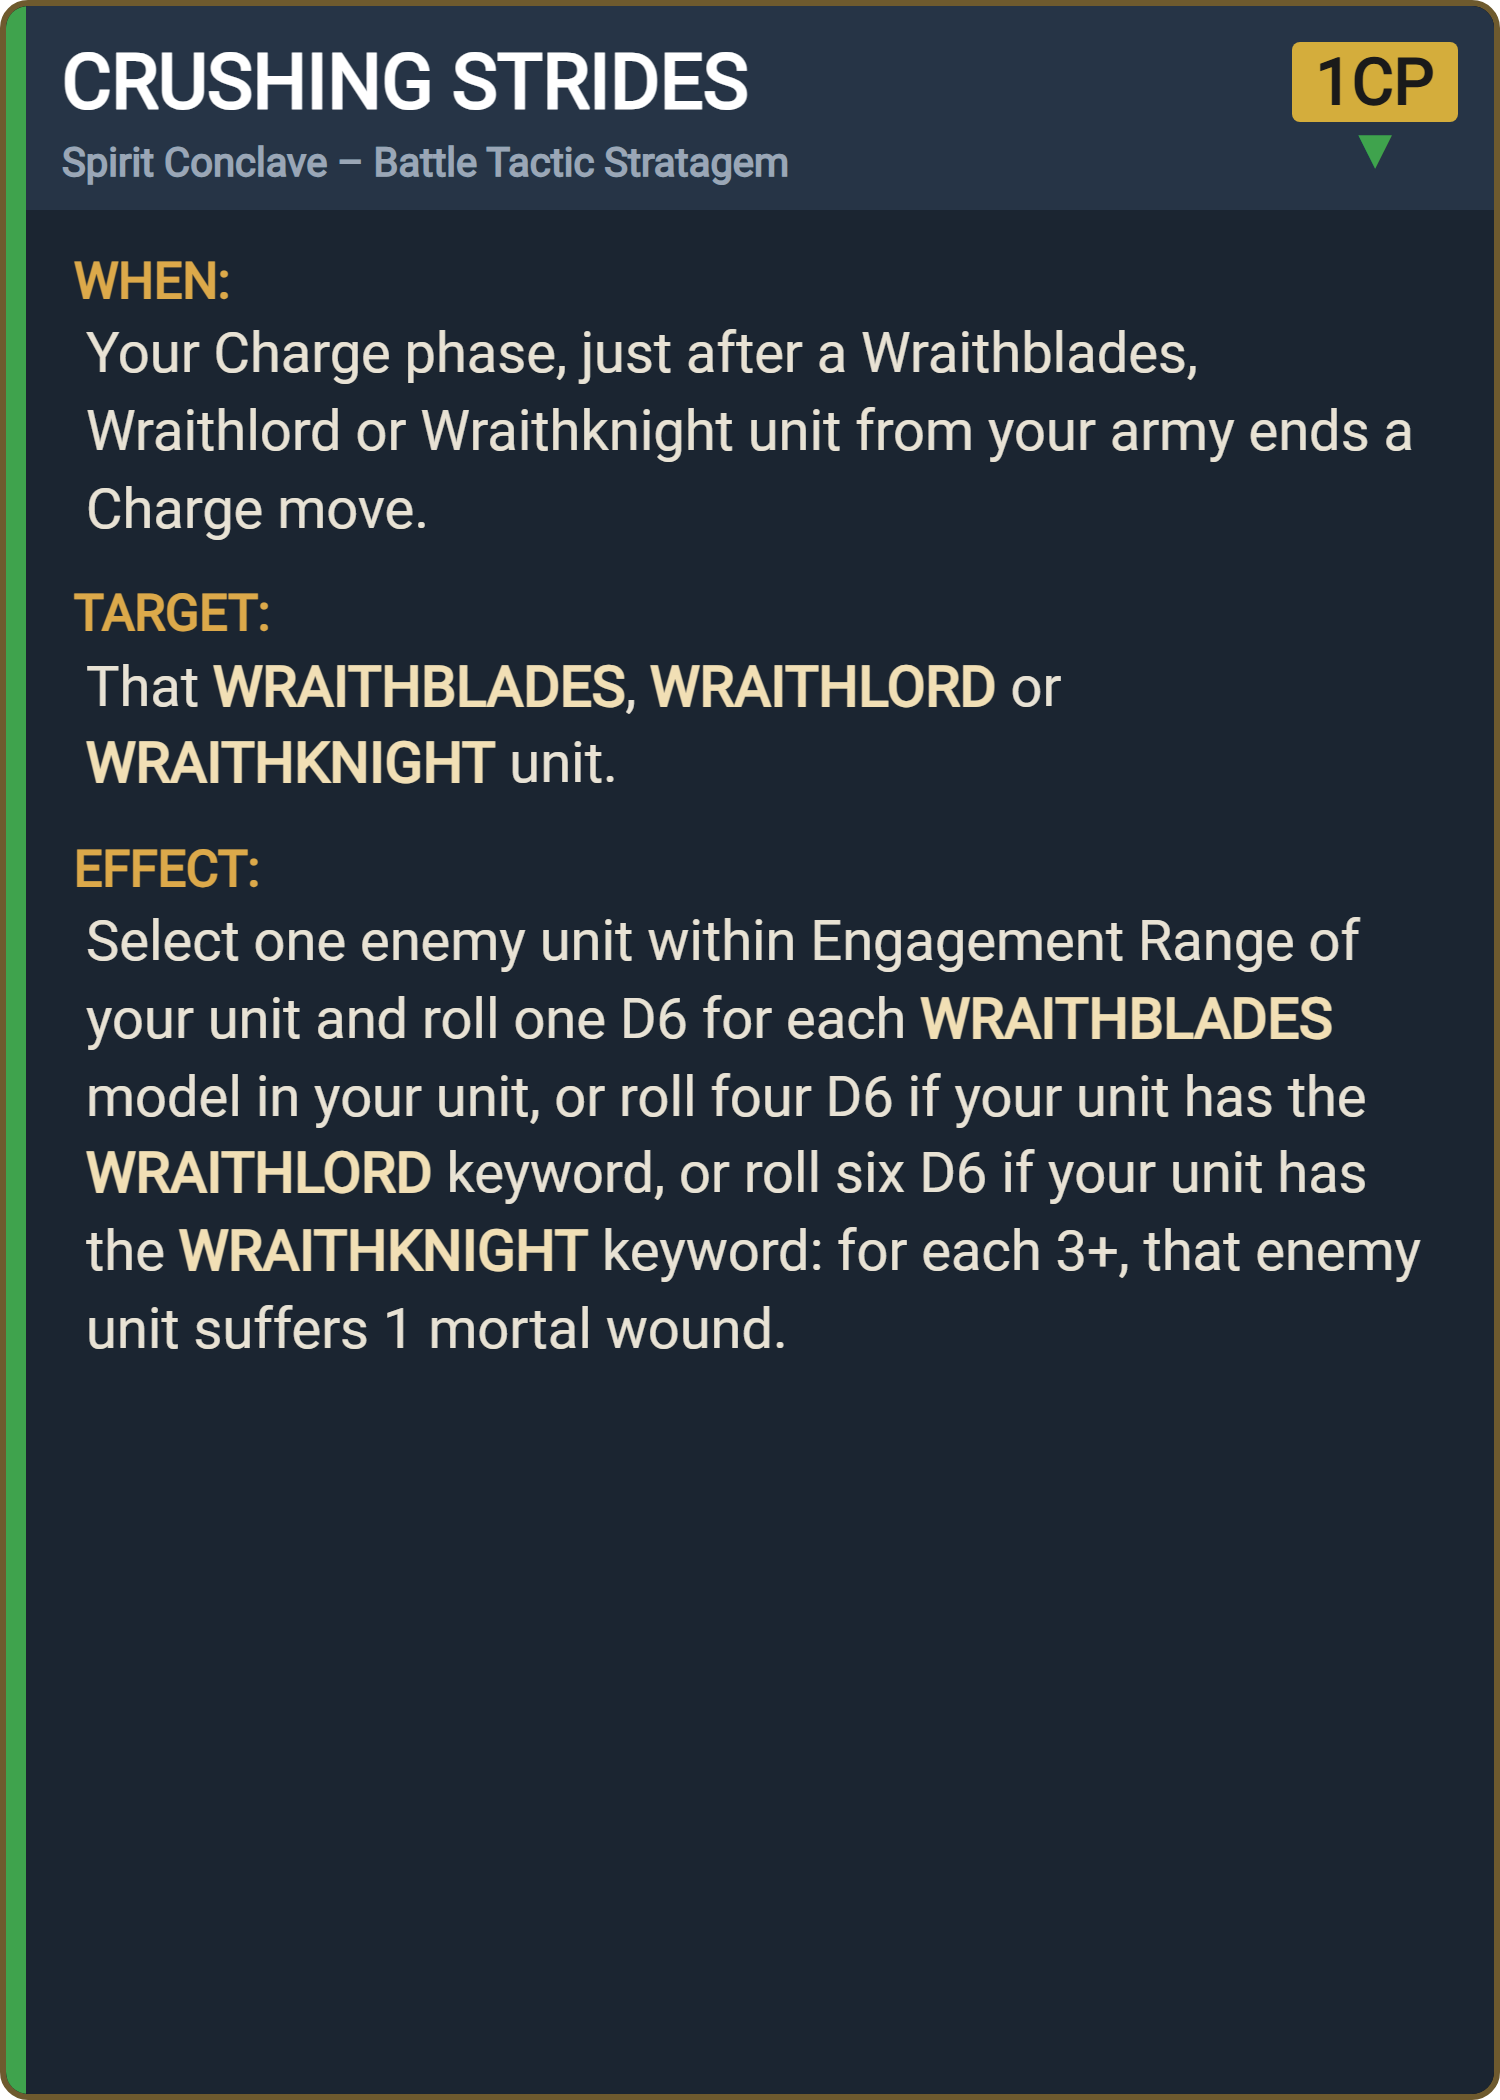 CRUSHING STRIDES
1CP
Spirit Conclave – Battle Tactic Stratagem
WHEN:
Your Charge phase, just after a Wraithblades,
Wraithlord or Wraithknight unit from your army ends a
Charge move.
TARGET:
That WRAITHBLADES, WRAITHLORD or
WRAITHKNIGHT unit.
EFFECT:
Select one enemy unit within Engagement Range of
your unit and roll one D6 for each WRAITHBLADES
model in your unit, or roll four D6 if your unit has the
WRAITHLORD keyword, or roll six D6 if your unit has
the WRAITHKNIGHT keyword: for each 3+, that enemy
unit suffers 1 mortal wound.